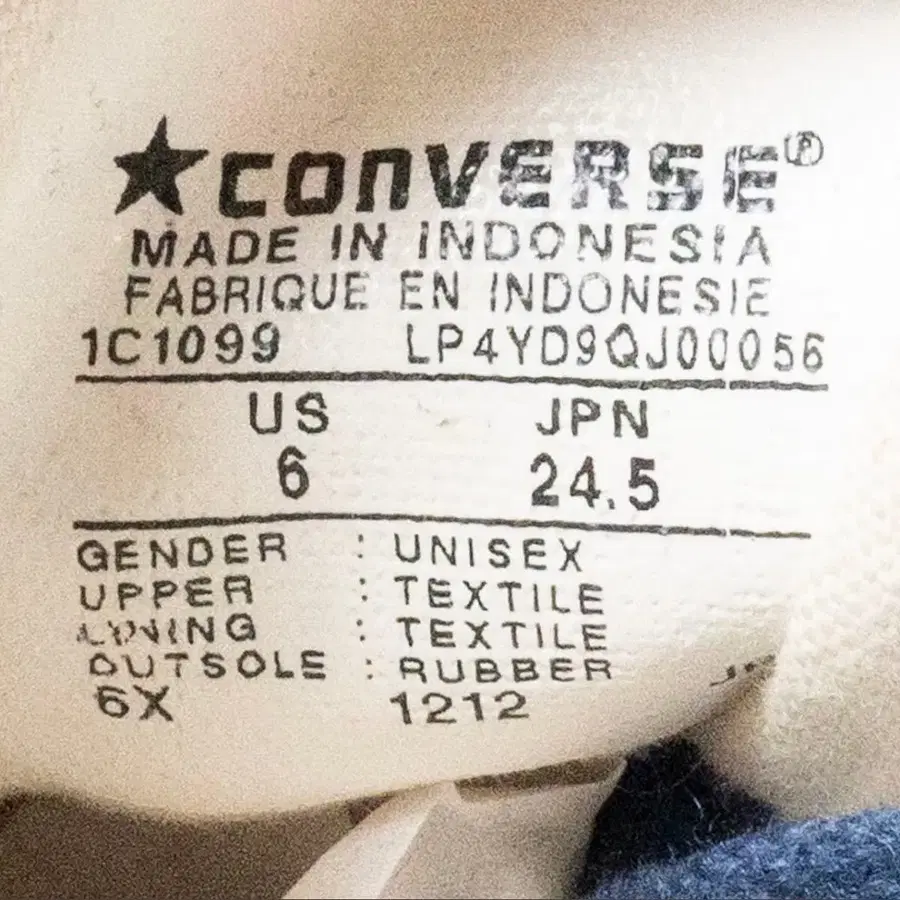 ★CONVERSE®
MADE IN INDONESIA
FABRIQUE EN INDONESIE
1C1099 LP4YD9QJ00056
US JPN
6 24.5
GENDER : UNISEX
UPPER : TEXTILE
LINING : TEXTILE
OUTSOLE : RUBBER
6X 1212